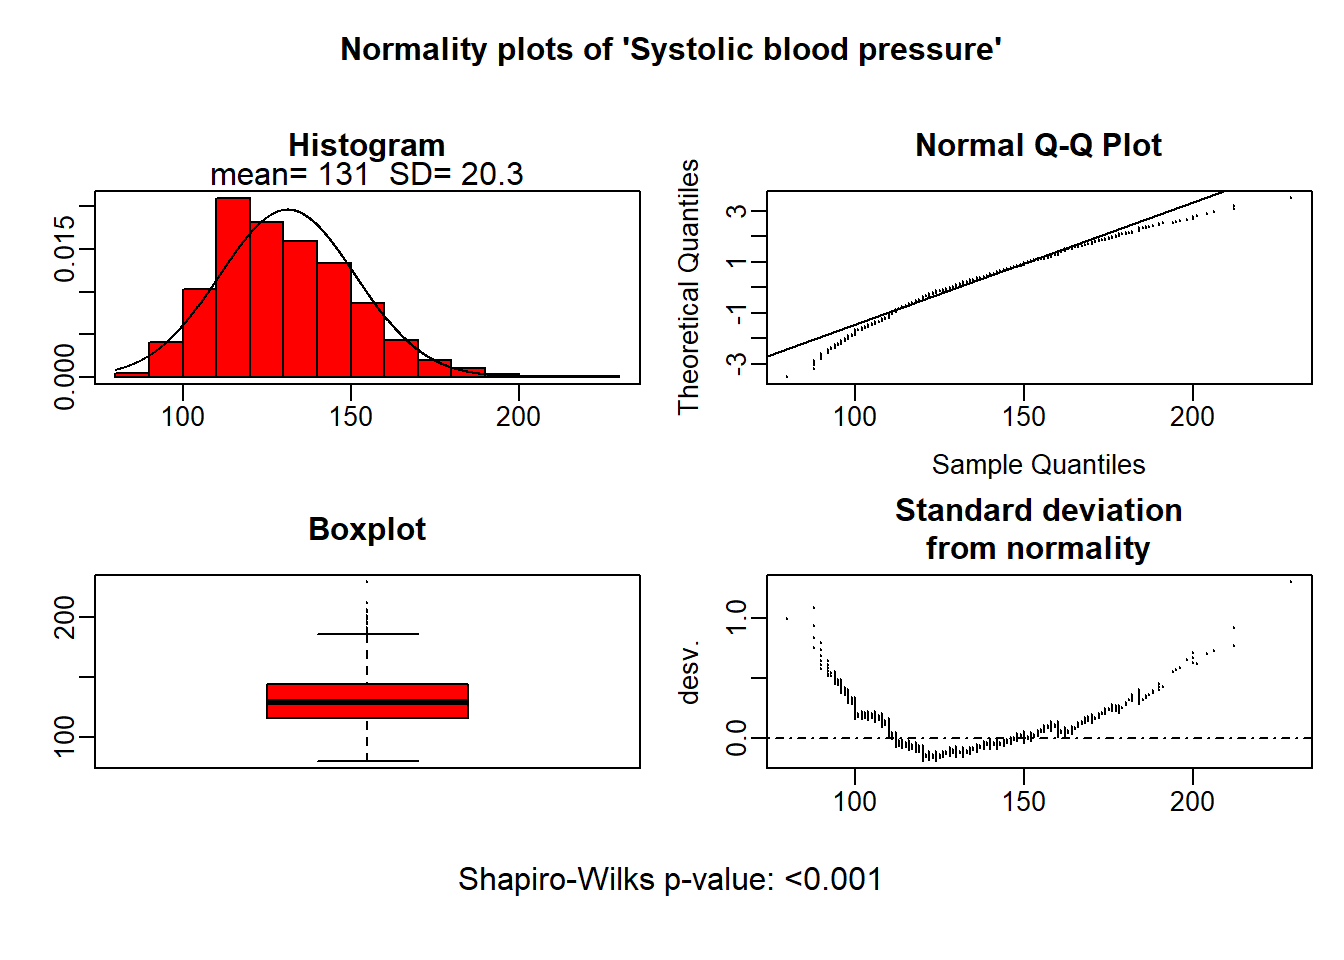 Normality plots of 'Systolic blood pressure'
Histogram
mean= 131  SD= 20.3
0.000
0.015
100
150
200
Normal Q-Q Plot
Theoretical Quantiles
-3
-1
1
3
100
150
200
Sample Quantiles
Boxplot
100
200
Standard deviation
from normality
desv.
0.0
1.0
100
150
200
Shapiro-Wilks p-value: <0.001